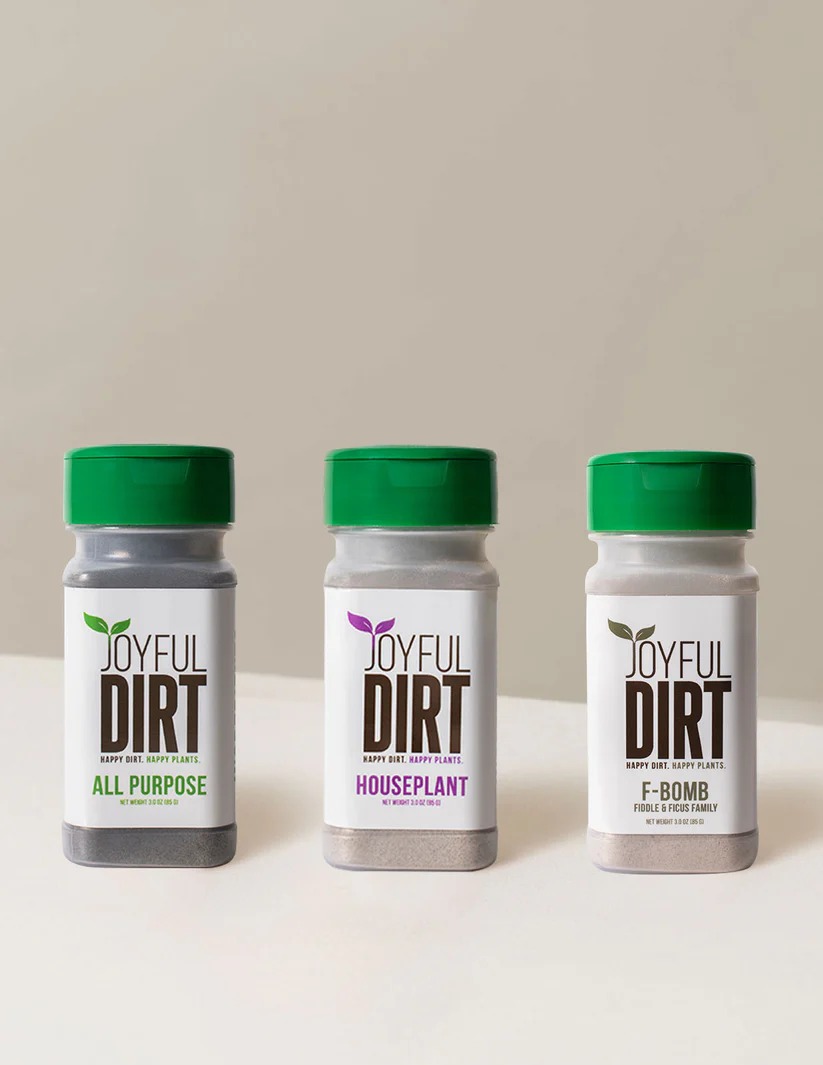 JOYFUL
DIRT
HAPPY DIRT. HAPPY PLANTS.
ALL PURPOSE
NET WEIGHT 3.0 OZ (85 G)
JOYFUL
DIRT
HAPPY DIRT. HAPPY PLANTS.
HOUSEPLANT
NET WEIGHT 3.0 OZ (85 G)
JOYFUL
DIRT
HAPPY DIRT. HAPPY PLANTS.
F-BOMB
FIDDLE & FICUS FAMILY
NET WEIGHT 3.0 OZ (85 G)